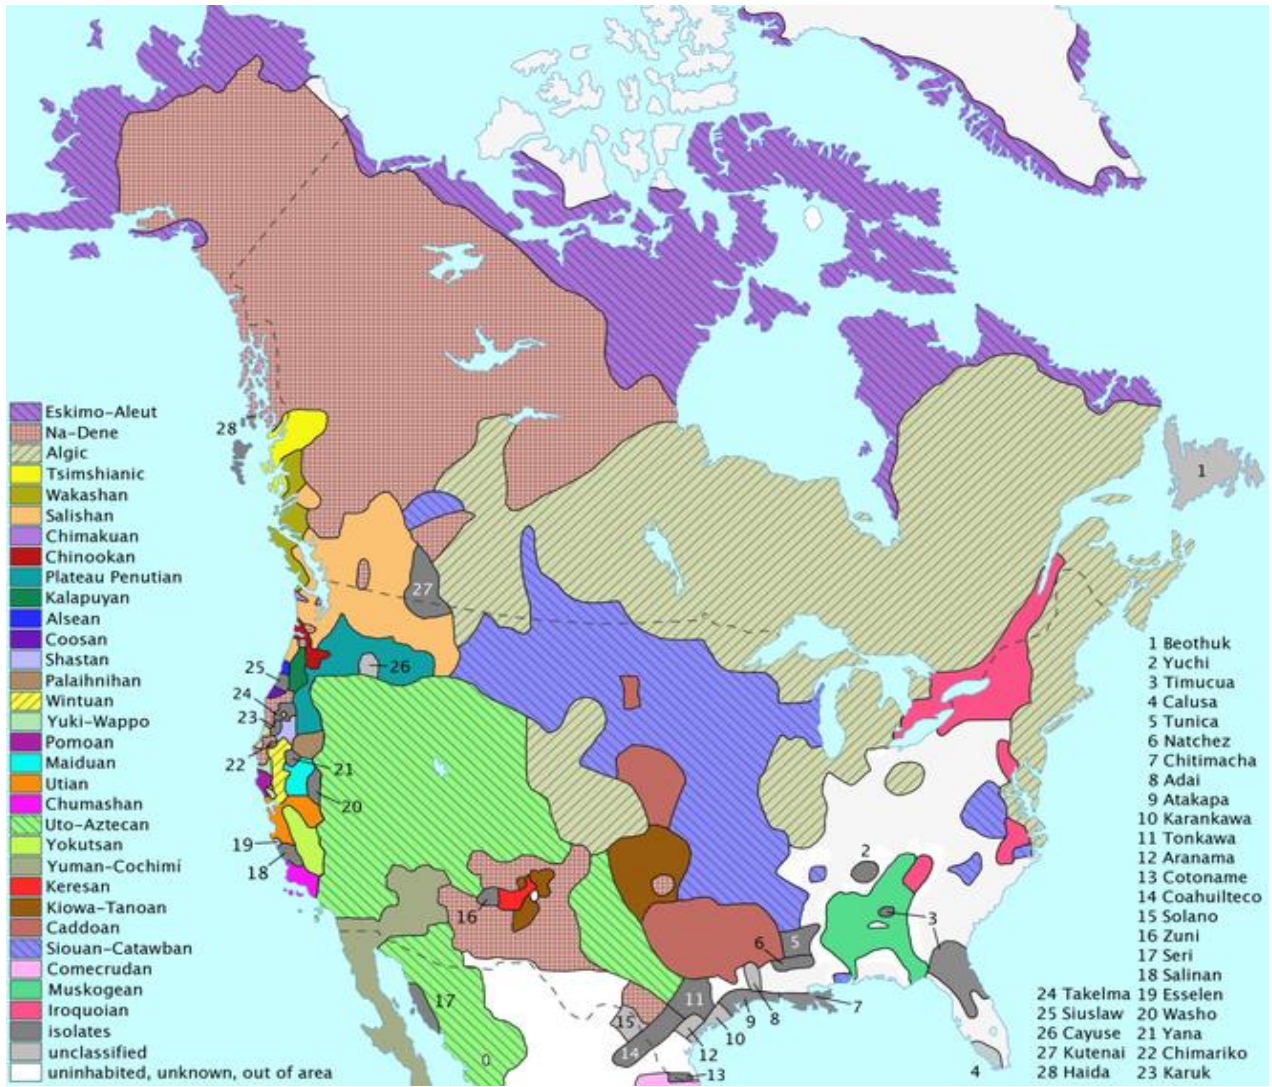 28
1
27
26
25
24
23
22
21
20
19
18
16
17
0
15
14
11
13
12
10
9
8
7
6
5
2
3
4
Eskimo-Aleut
Na-Dene
Algic
Tsimshianic
Wakashan
Salishan
Chimakuan
Chinookan
Plateau Penutian
Kalapuyan
Alsean
Coosan
Shastan
Palaihnihan
Wintuan
Yuki-Wappo
Pomoan
Maiduan
Utian
Chumashan
Uto-Aztecan
Yokutsan
Yuman-Cochimí
Keresan
Kiowa-Tanoan
Caddoan
Siouan-Catawban
Comecrudan
Muskogean
Iroquoian
isolates
unclassified
uninhabited, unknown, out of area
1 Beothuk
2 Yuchi
3 Timucua
4 Calusa
5 Tunica
6 Natchez
7 Chitimacha
8 Adai
9 Atakapa
10 Karankawa
11 Tonkawa
12 Aranama
13 Cotoname
14 Coahuilteco
15 Solano
16 Zuni
17 Seri
18 Salinan
19 Esselen
20 Washo
21 Yana
22 Chimariko
23 Karuk
24 Takelma
25 Siuslaw
26 Cayuse
27 Kutenai
28 Haida